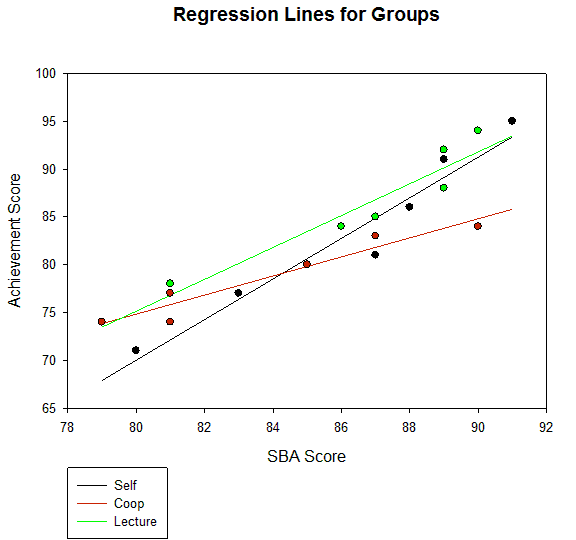 Regression Lines for Groups
Achievement Score
100
95
90
85
80
75
70
65
78 80 82 84 86 88 90 92
SBA Score
Self
Coop
Lecture